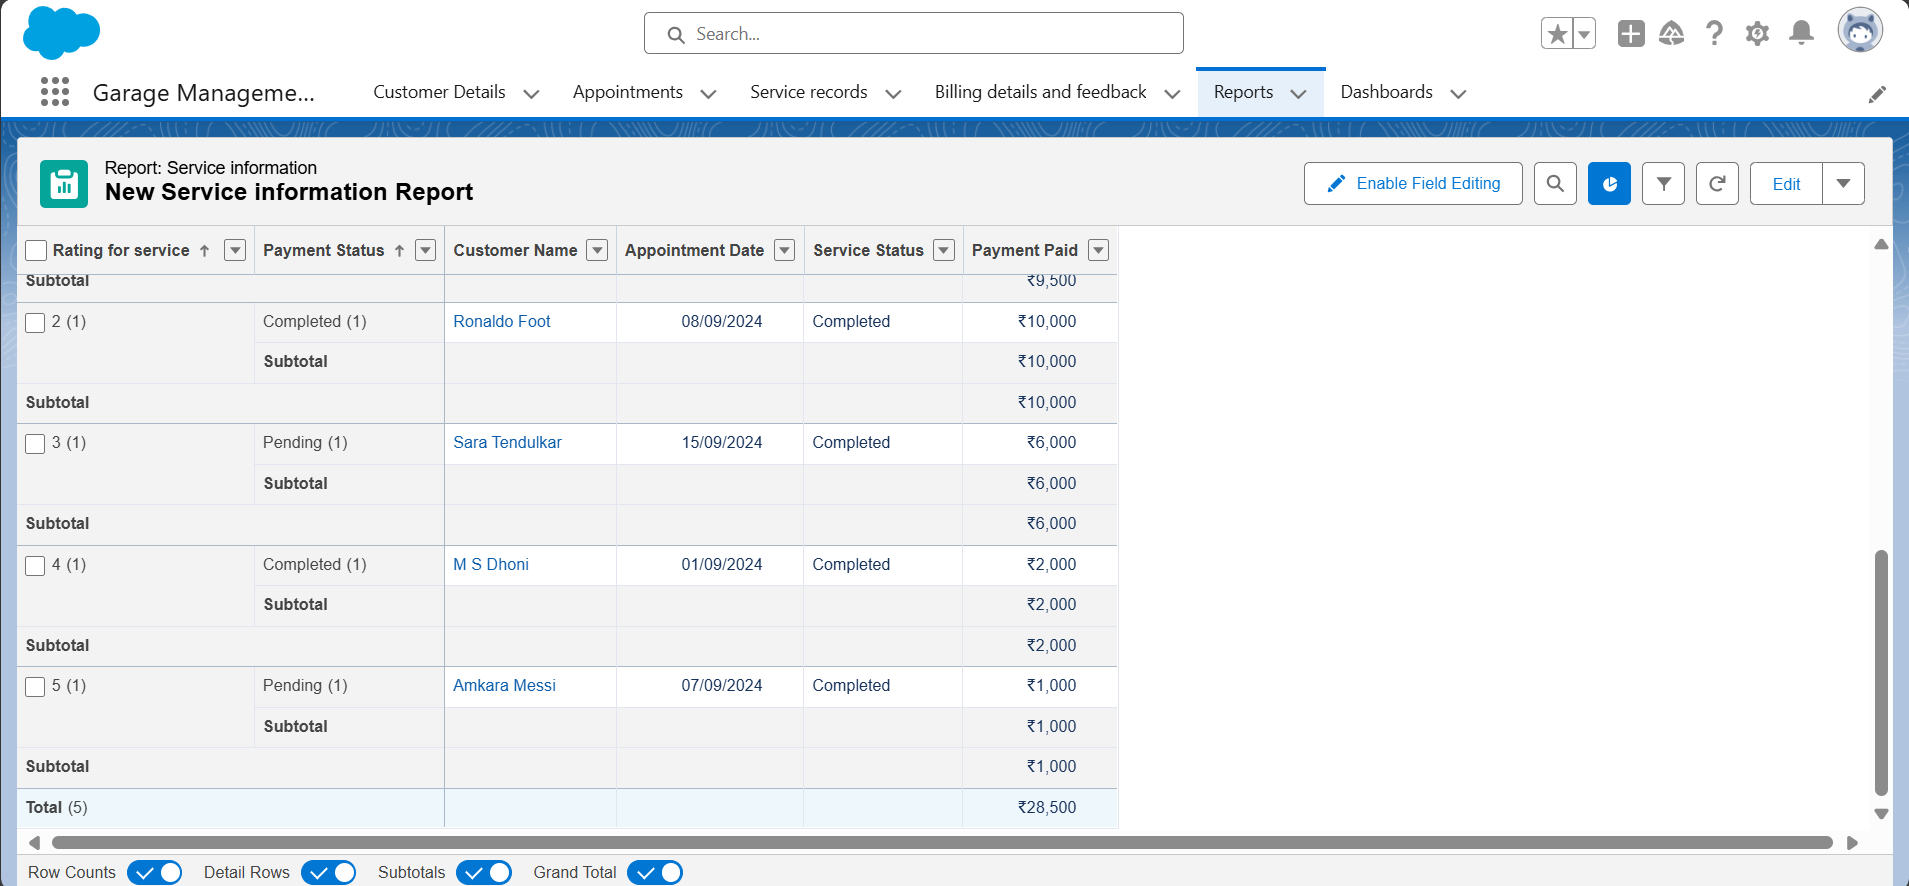 Search...
Garage Manageme...
Customer Details
Appointments
Service records
Billing details and feedback
Reports
Dashboards
Report: Service information
New Service information Report
Enable Field Editing
Edit
Rating for service ↑ Payment Status ↑ Customer Name Appointment Date Service Status Payment Paid
Subtotal ₹9,500
2 (1) Completed (1) Ronaldo Foot 08/09/2024 Completed ₹10,000
Subtotal ₹10,000
Subtotal ₹10,000
3 (1) Pending (1) Sara Tendulkar 15/09/2024 Completed ₹6,000
Subtotal ₹6,000
Subtotal ₹6,000
4 (1) Completed (1) M S Dhoni 01/09/2024 Completed ₹2,000
Subtotal ₹2,000
Subtotal ₹2,000
5 (1) Pending (1) Amkara Messi 07/09/2024 Completed ₹1,000
Subtotal ₹1,000
Subtotal ₹1,000
Total (5) ₹28,500
Row Counts Detail Rows Subtotals Grand Total